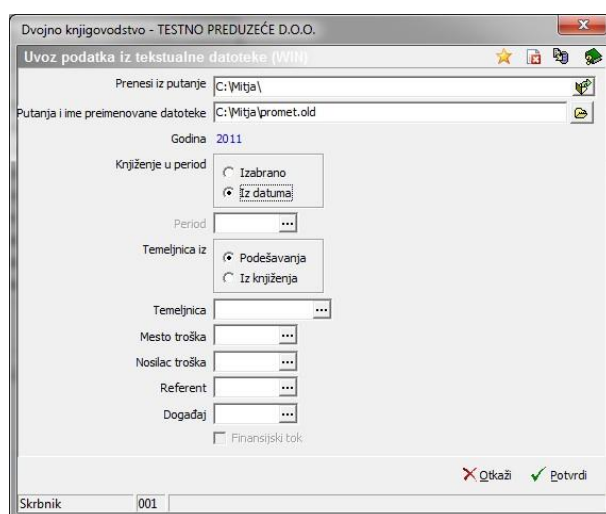 Dvojno knjigovodstvo - TESTNO PREDUZEĆE D.O.O.
Uvoz podatka iz tekstualne datoteke (WIN)
Prenesi iz putanje C:\Mitja\
Putanja i ime preimenovane datoteke C:\Mitja\promet.old
Godina 2011
Knjiženje u period
Izabrano
Iz datuma
Period ...
Temeljnica iz
Podešavanja
Iz knjiženja
Temeljnica ...
Mesto troška ...
Nosilac troška ...
Referent ...
Događaj ...
Finansijski tok
Otkaži Potvrdi
Skrbnik 001